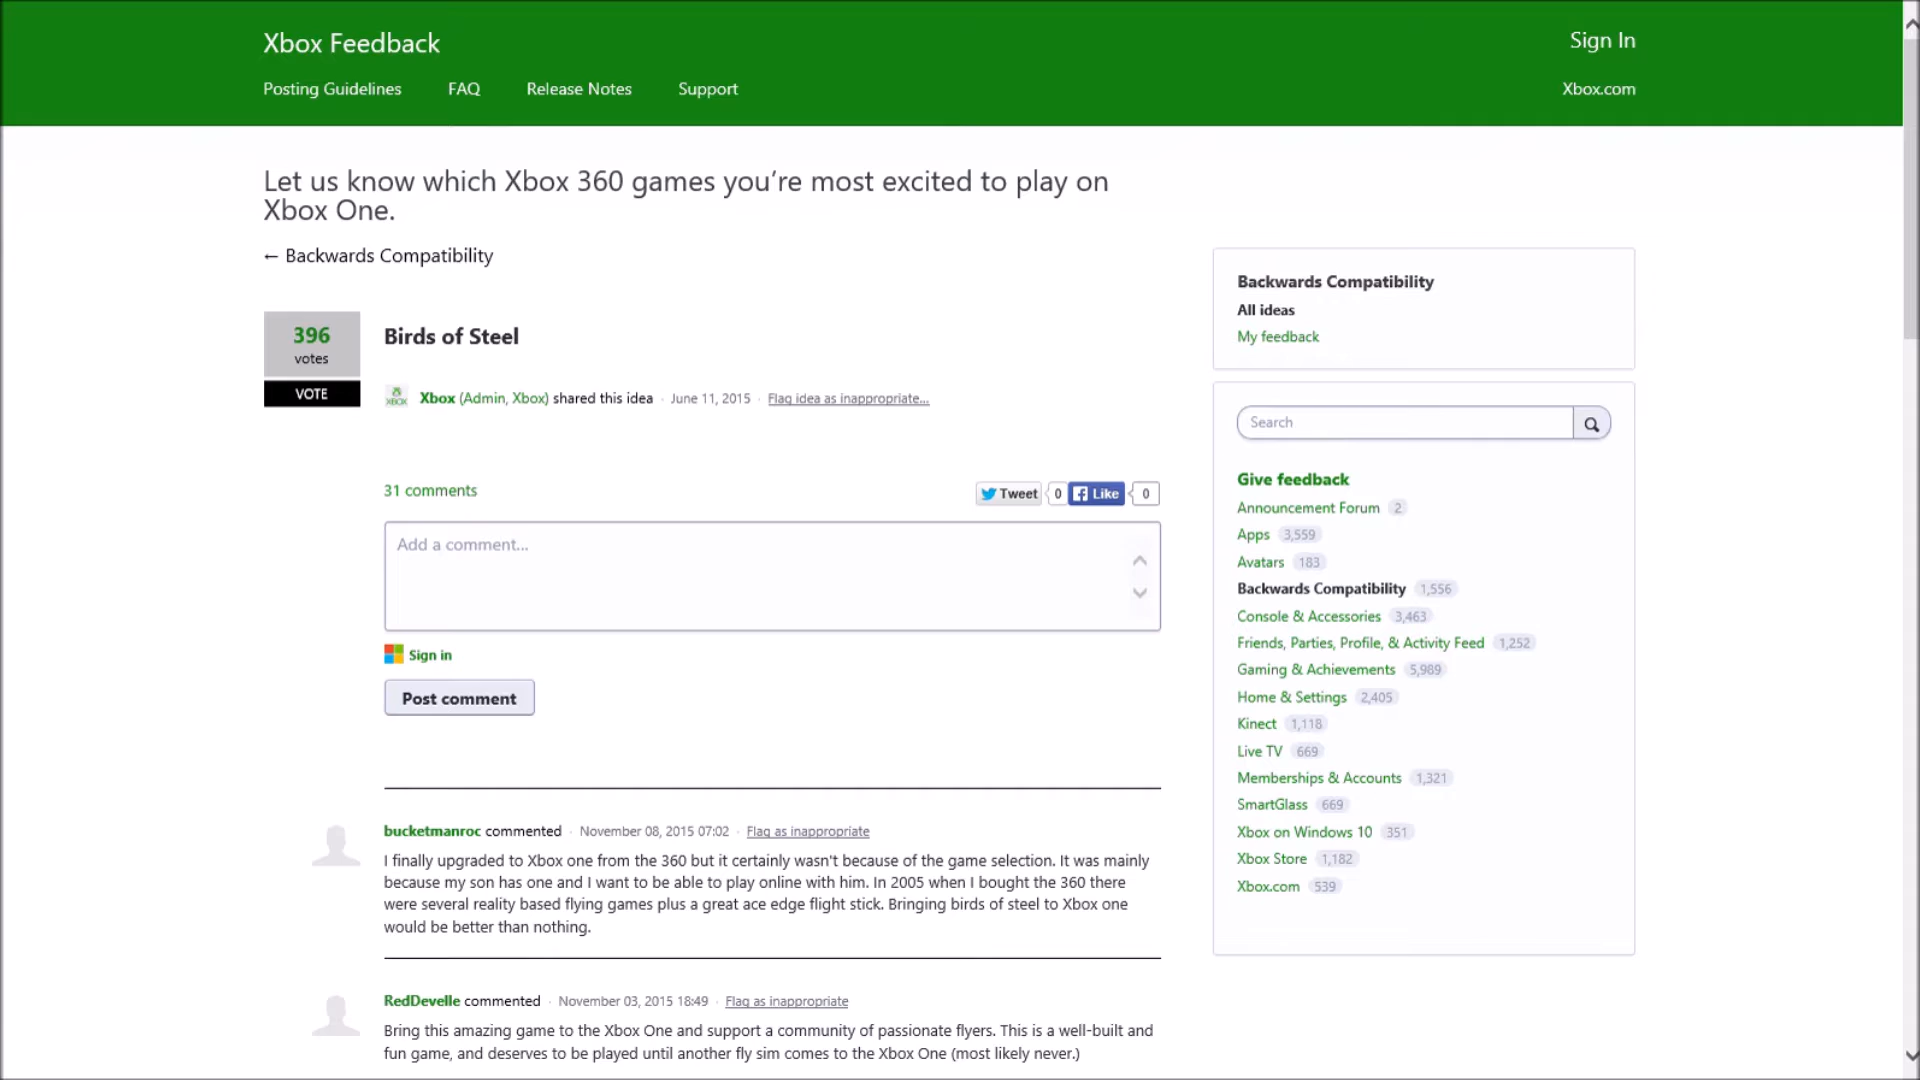 Xbox Feedback
Sign In
Posting Guidelines FAQ Release Notes Support Xbox.com
Let us know which Xbox 360 games you’re most excited to play on
Xbox One.
← Backwards Compatibility
396
votes
VOTE
Birds of Steel
Xbox (Admin, Xbox) shared this idea · June 11, 2015 · Flag idea as inappropriate...
31 comments
Tweet 0 Like 0
Add a comment...
Sign in
Post comment
bucketmanroc commented · November 08, 2015 07:02 · Flag as inappropriate
I finally upgraded to Xbox one from the 360 but it certainly wasn't because of the game selection. It was mainly
because my son has one and I want to be able to play online with him. In 2005 when I bought the 360 there
were several reality based flying games plus a great ace edge flight stick. Bringing birds of steel to Xbox one
would be better than nothing.
RedDevelle commented · November 03, 2015 18:49 · Flag as inappropriate
Bring this amazing game to the Xbox One and support a community of passionate flyers. This is a well-built and
fun game, and deserves to be played until another fly sim comes to the Xbox One (most likely never.)
Backwards Compatibility
All ideas
My feedback
Search
Give feedback
Announcement Forum 2
Apps 3,559
Avatars 183
Backwards Compatibility 1,556
Console & Accessories 3,463
Friends, Parties, Profile, & Activity Feed 1,252
Gaming & Achievements 5,989
Home & Settings 2,405
Kinect 1,118
Live TV 669
Memberships & Accounts 1,321
SmartGlass 669
Xbox on Windows 10 351
Xbox Store 1,182
Xbox.com 539